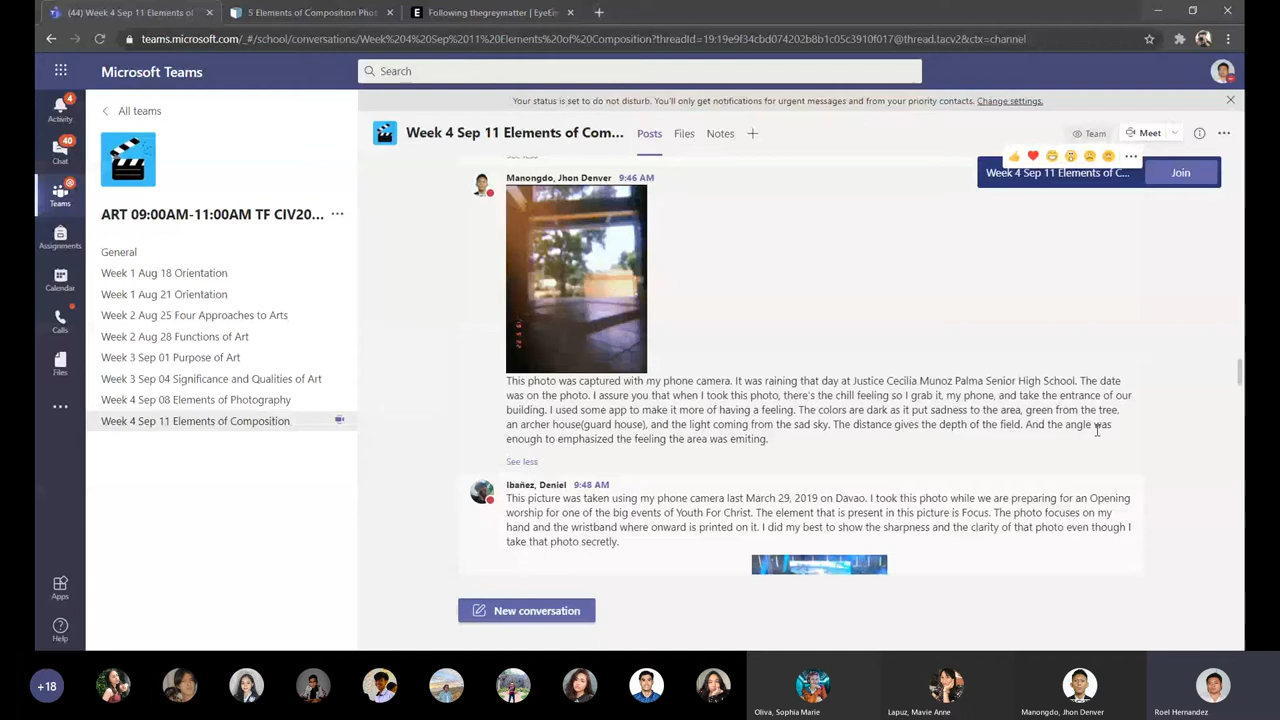 (44) Week 4 Sep 11 Elements of
5 Elements of Composition Phot
Following thegreymatter | EyeEm
teams.microsoft.com/_#/school/conversations/Week%204%20Sep%2011%20Elements%20of%20Composition?threadId=19:19e9f34cbd074202b8b1c05c3910f017@thread.tacv2&ctx=channel
Microsoft Teams
Search
Your status is set to do not disturb. You'll only get notifications for urgent messages and from your priority contacts. Change settings.
Activity
4
Chat
40
Teams
Assignments
Calendar
Calls
Files
Apps
Help
All teams
ART 09:00AM-11:00AM TF CIV20...
General
Week 1 Aug 18 Orientation
Week 1 Aug 21 Orientation
Week 2 Aug 25 Four Approaches to Arts
Week 2 Aug 28 Functions of Art
Week 3 Sep 01 Purpose of Art
Week 3 Sep 04 Significance and Qualities of Art
Week 4 Sep 08 Elements of Photography
Week 4 Sep 11 Elements of Composition
Week 4 Sep 11 Elements of Com...
Posts
Files
Notes
Team
Meet
Week 4 Sep 11 Elements of C...
Join
see less
Manongdo, Jhon Denver 9:46 AM
This photo was captured with my phone camera. It was raining that day at Justice Cecilia Munoz Palma Senior High School. The date
was on the photo. I assure you that when I took this photo, there's the chill feeling so I grab it, my phone, and take the entrance of our
building. I used some app to make it more of having a feeling. The colors are dark as it put sadness to the area, green from the tree,
an archer house(guard house), and the light coming from the sad sky. The distance gives the depth of the field. And the angle was
enough to emphasized the feeling the area was emiting.
See less
Ibañez, Deniel 9:48 AM
This picture was taken using my phone camera last March 29, 2019 on Davao. I took this photo while we are preparing for an Opening
worship for one of the big events of Youth For Christ. The element that is present in this picture is Focus. The photo focuses on my
hand and the wristband where onward is printed on it. I did my best to show the sharpness and the clarity of that photo even though I
take that photo secretly.
New conversation
+18
Oliva, Sophia Marie
Lapuz, Mavie Anne
Manongdo, Jhon Denver
Roel Hernandez